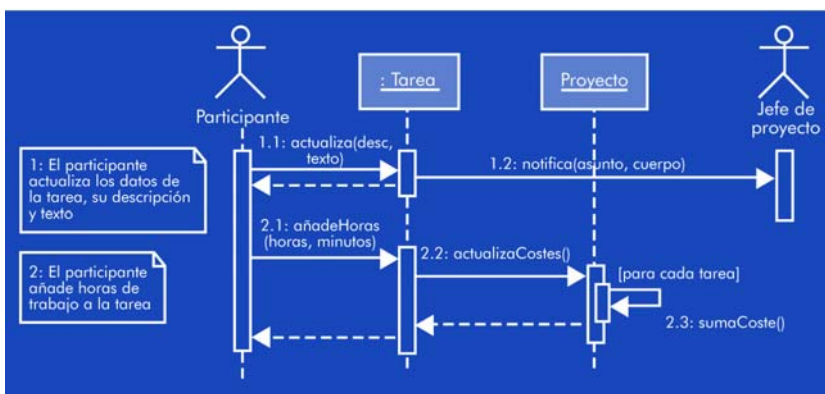 : Tarea
Proyecto
Participante
Jefe de
proyecto
1: El participante
actualiza los datos de
la tarea, su descripción
y texto
1.1: actualiza(desc,
texto)
1.2: notifica(asunto, cuerpo)
2.1: añadeHoras
(horas, minutos)
2: El participante
añade horas de
trabajo a la tarea
2.2: actualizaCostes()
[para cada tarea]
2.3: sumaCoste()